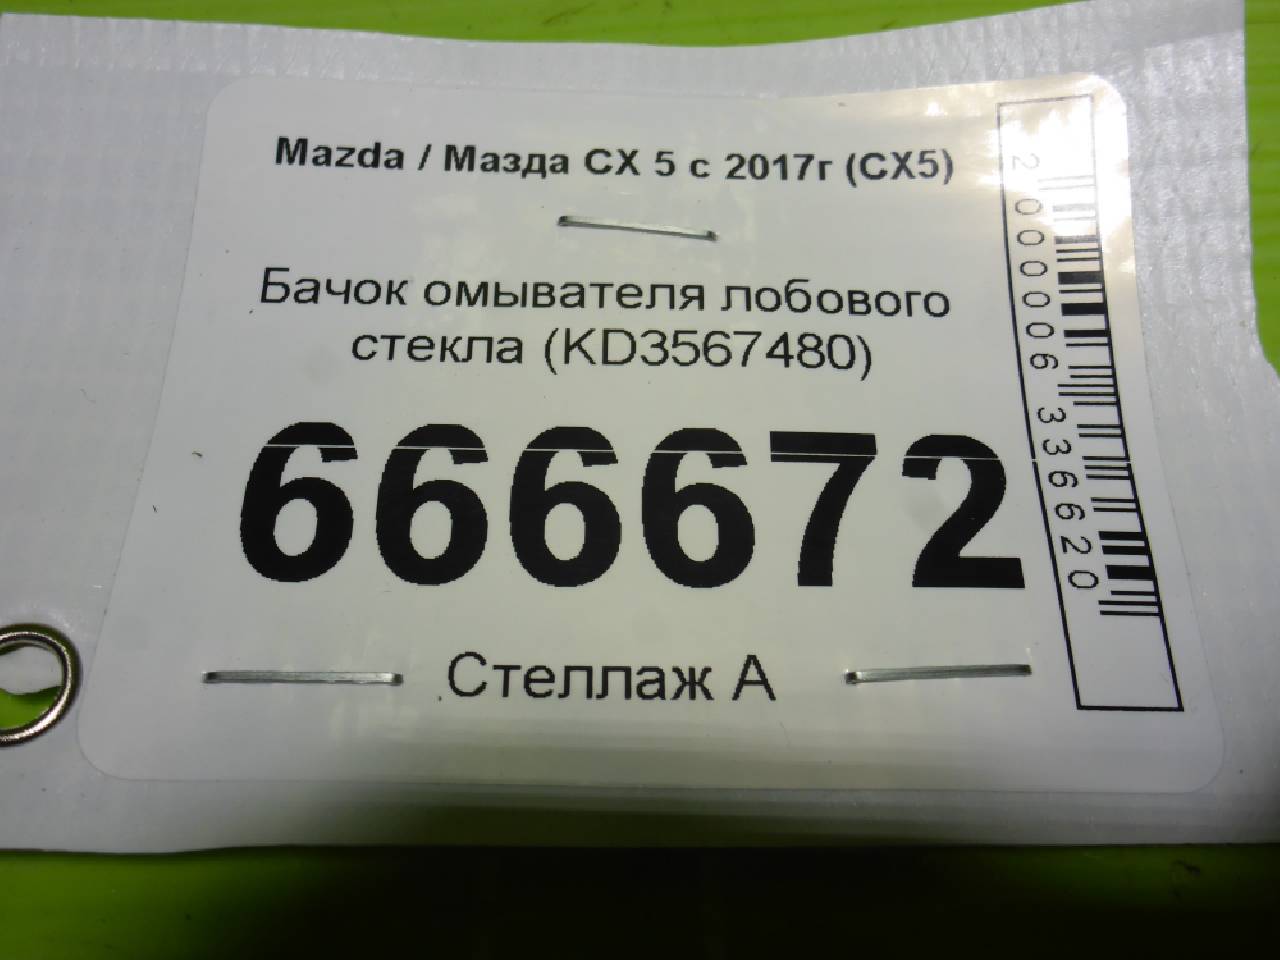 Mazda / Мазда CX 5 с 2017г (CX5)
Бачок омывателя лобового
стекла (KD3567480)
666672
Стеллаж А
2000006336620